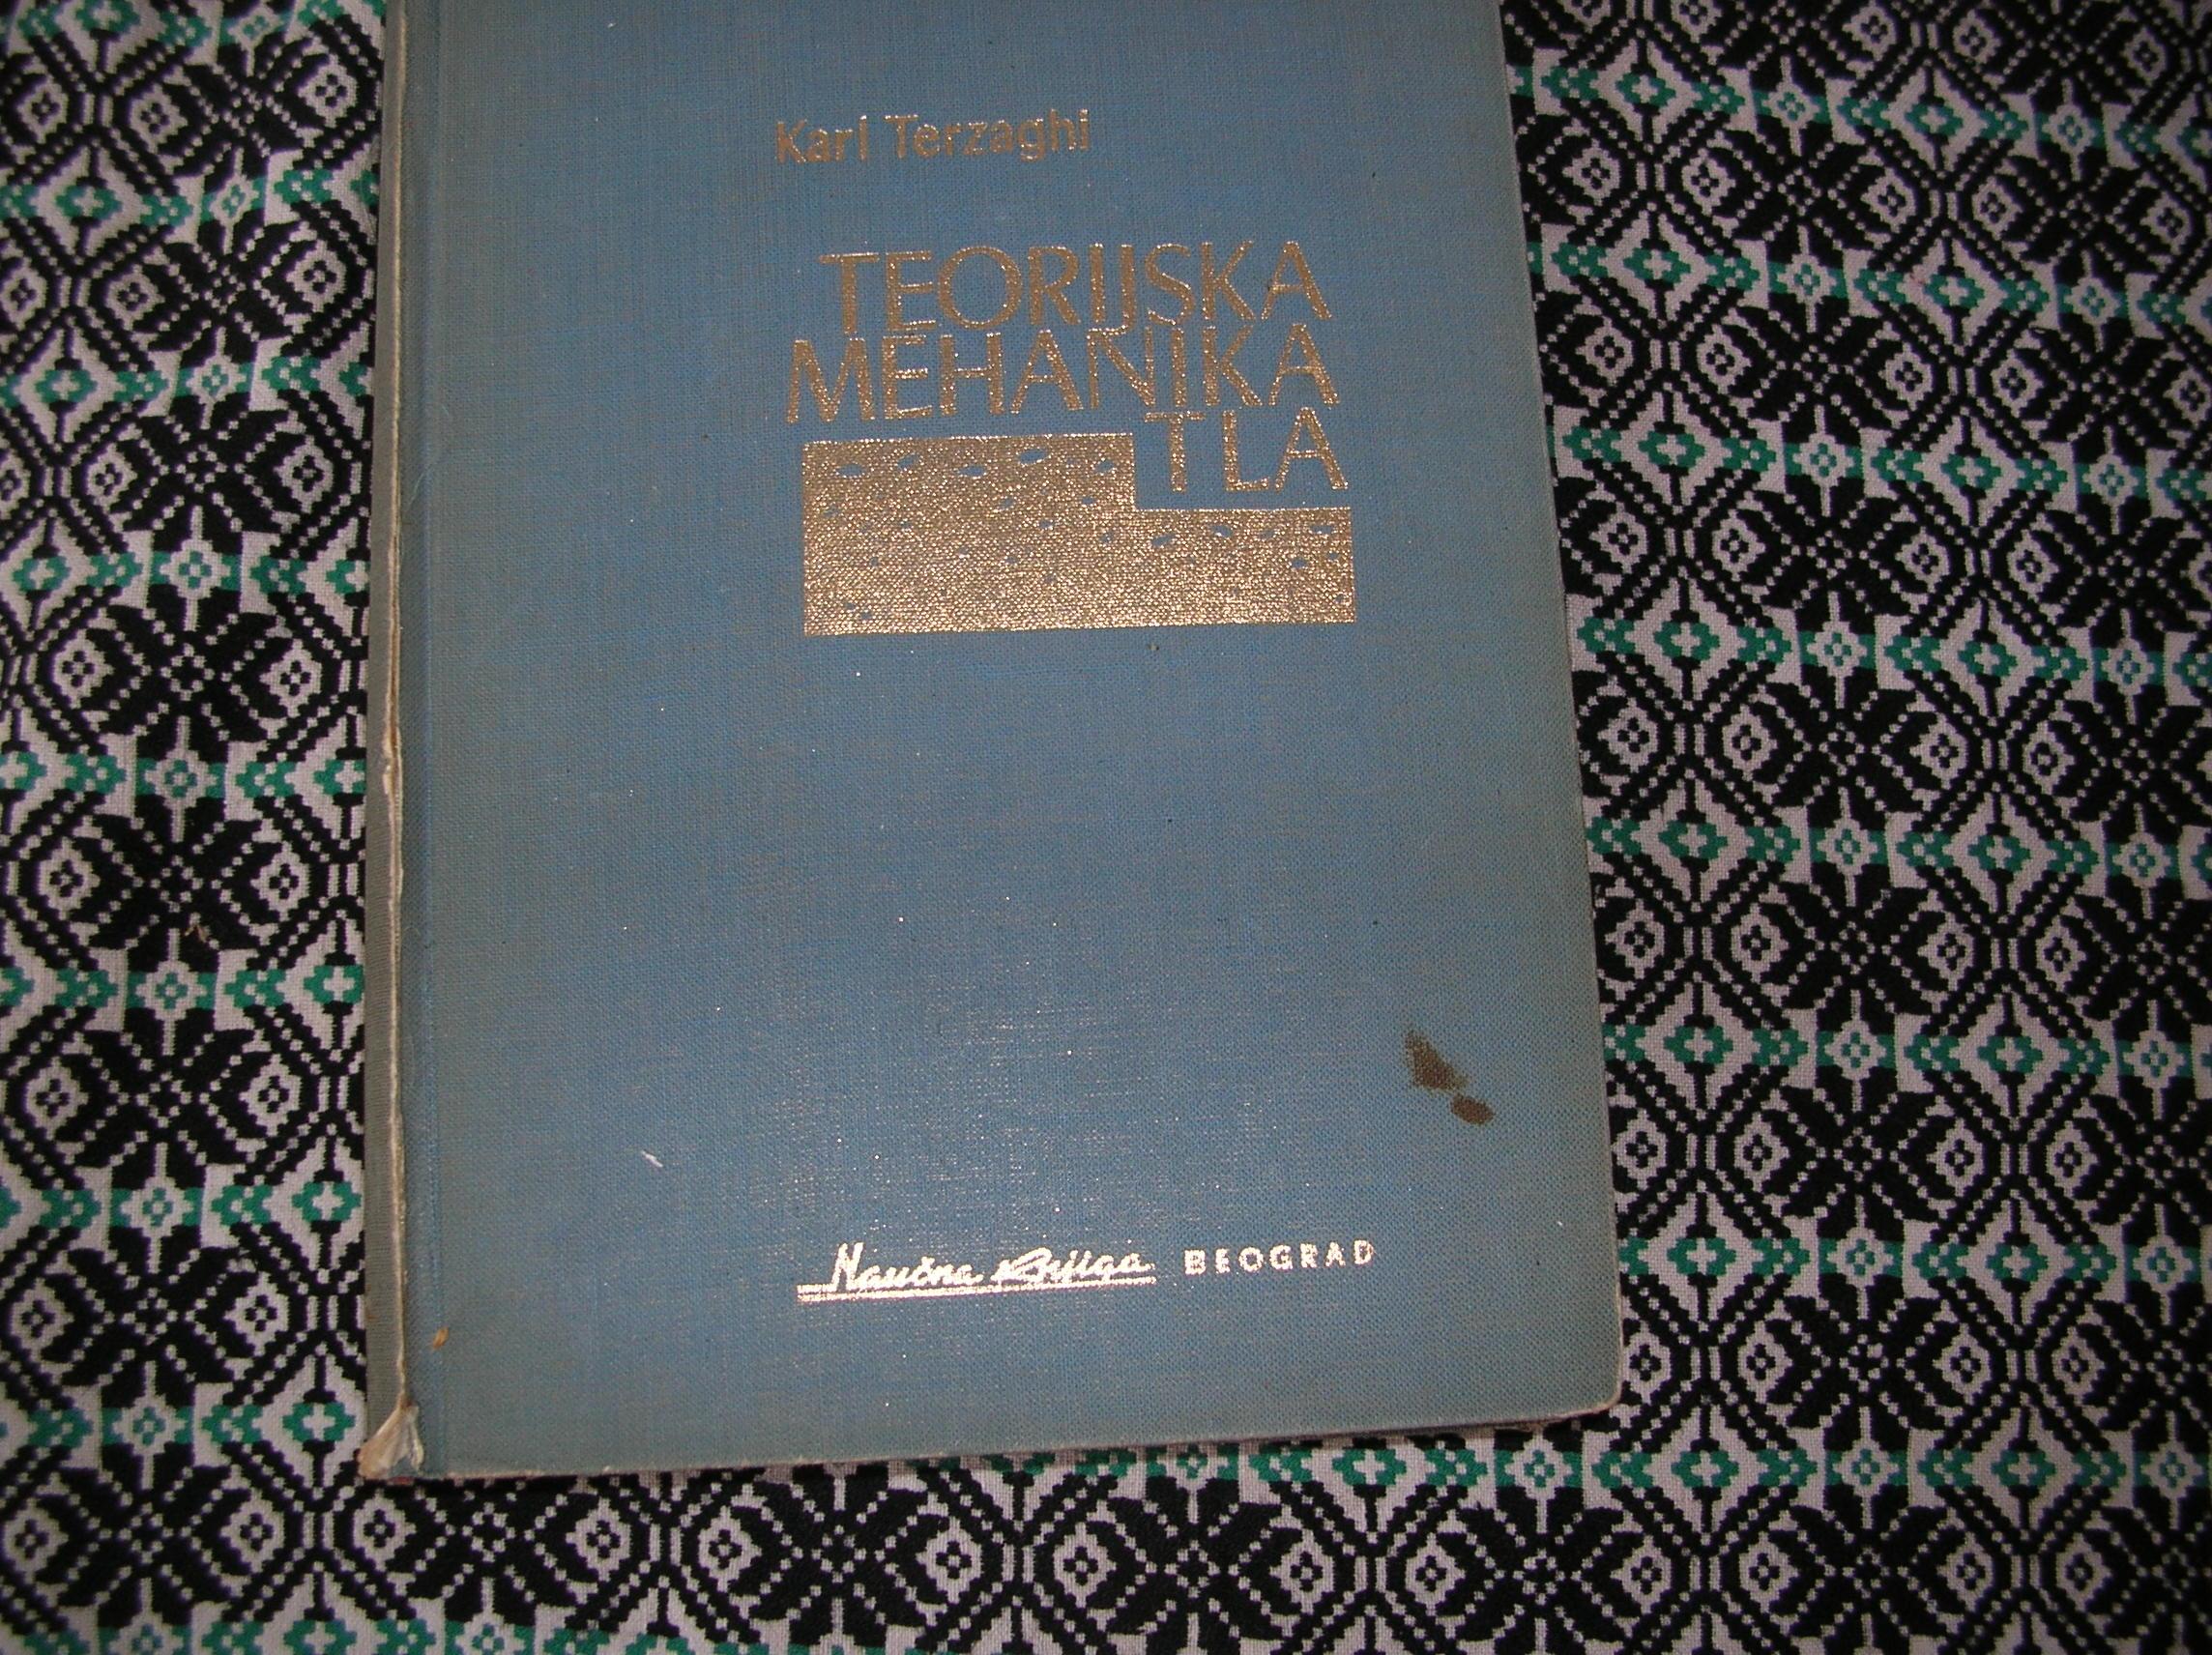 Karl Terzaghi
TEORIJSKA
MEHANIKA
TLA
Naučna knjiga BEOGRAD